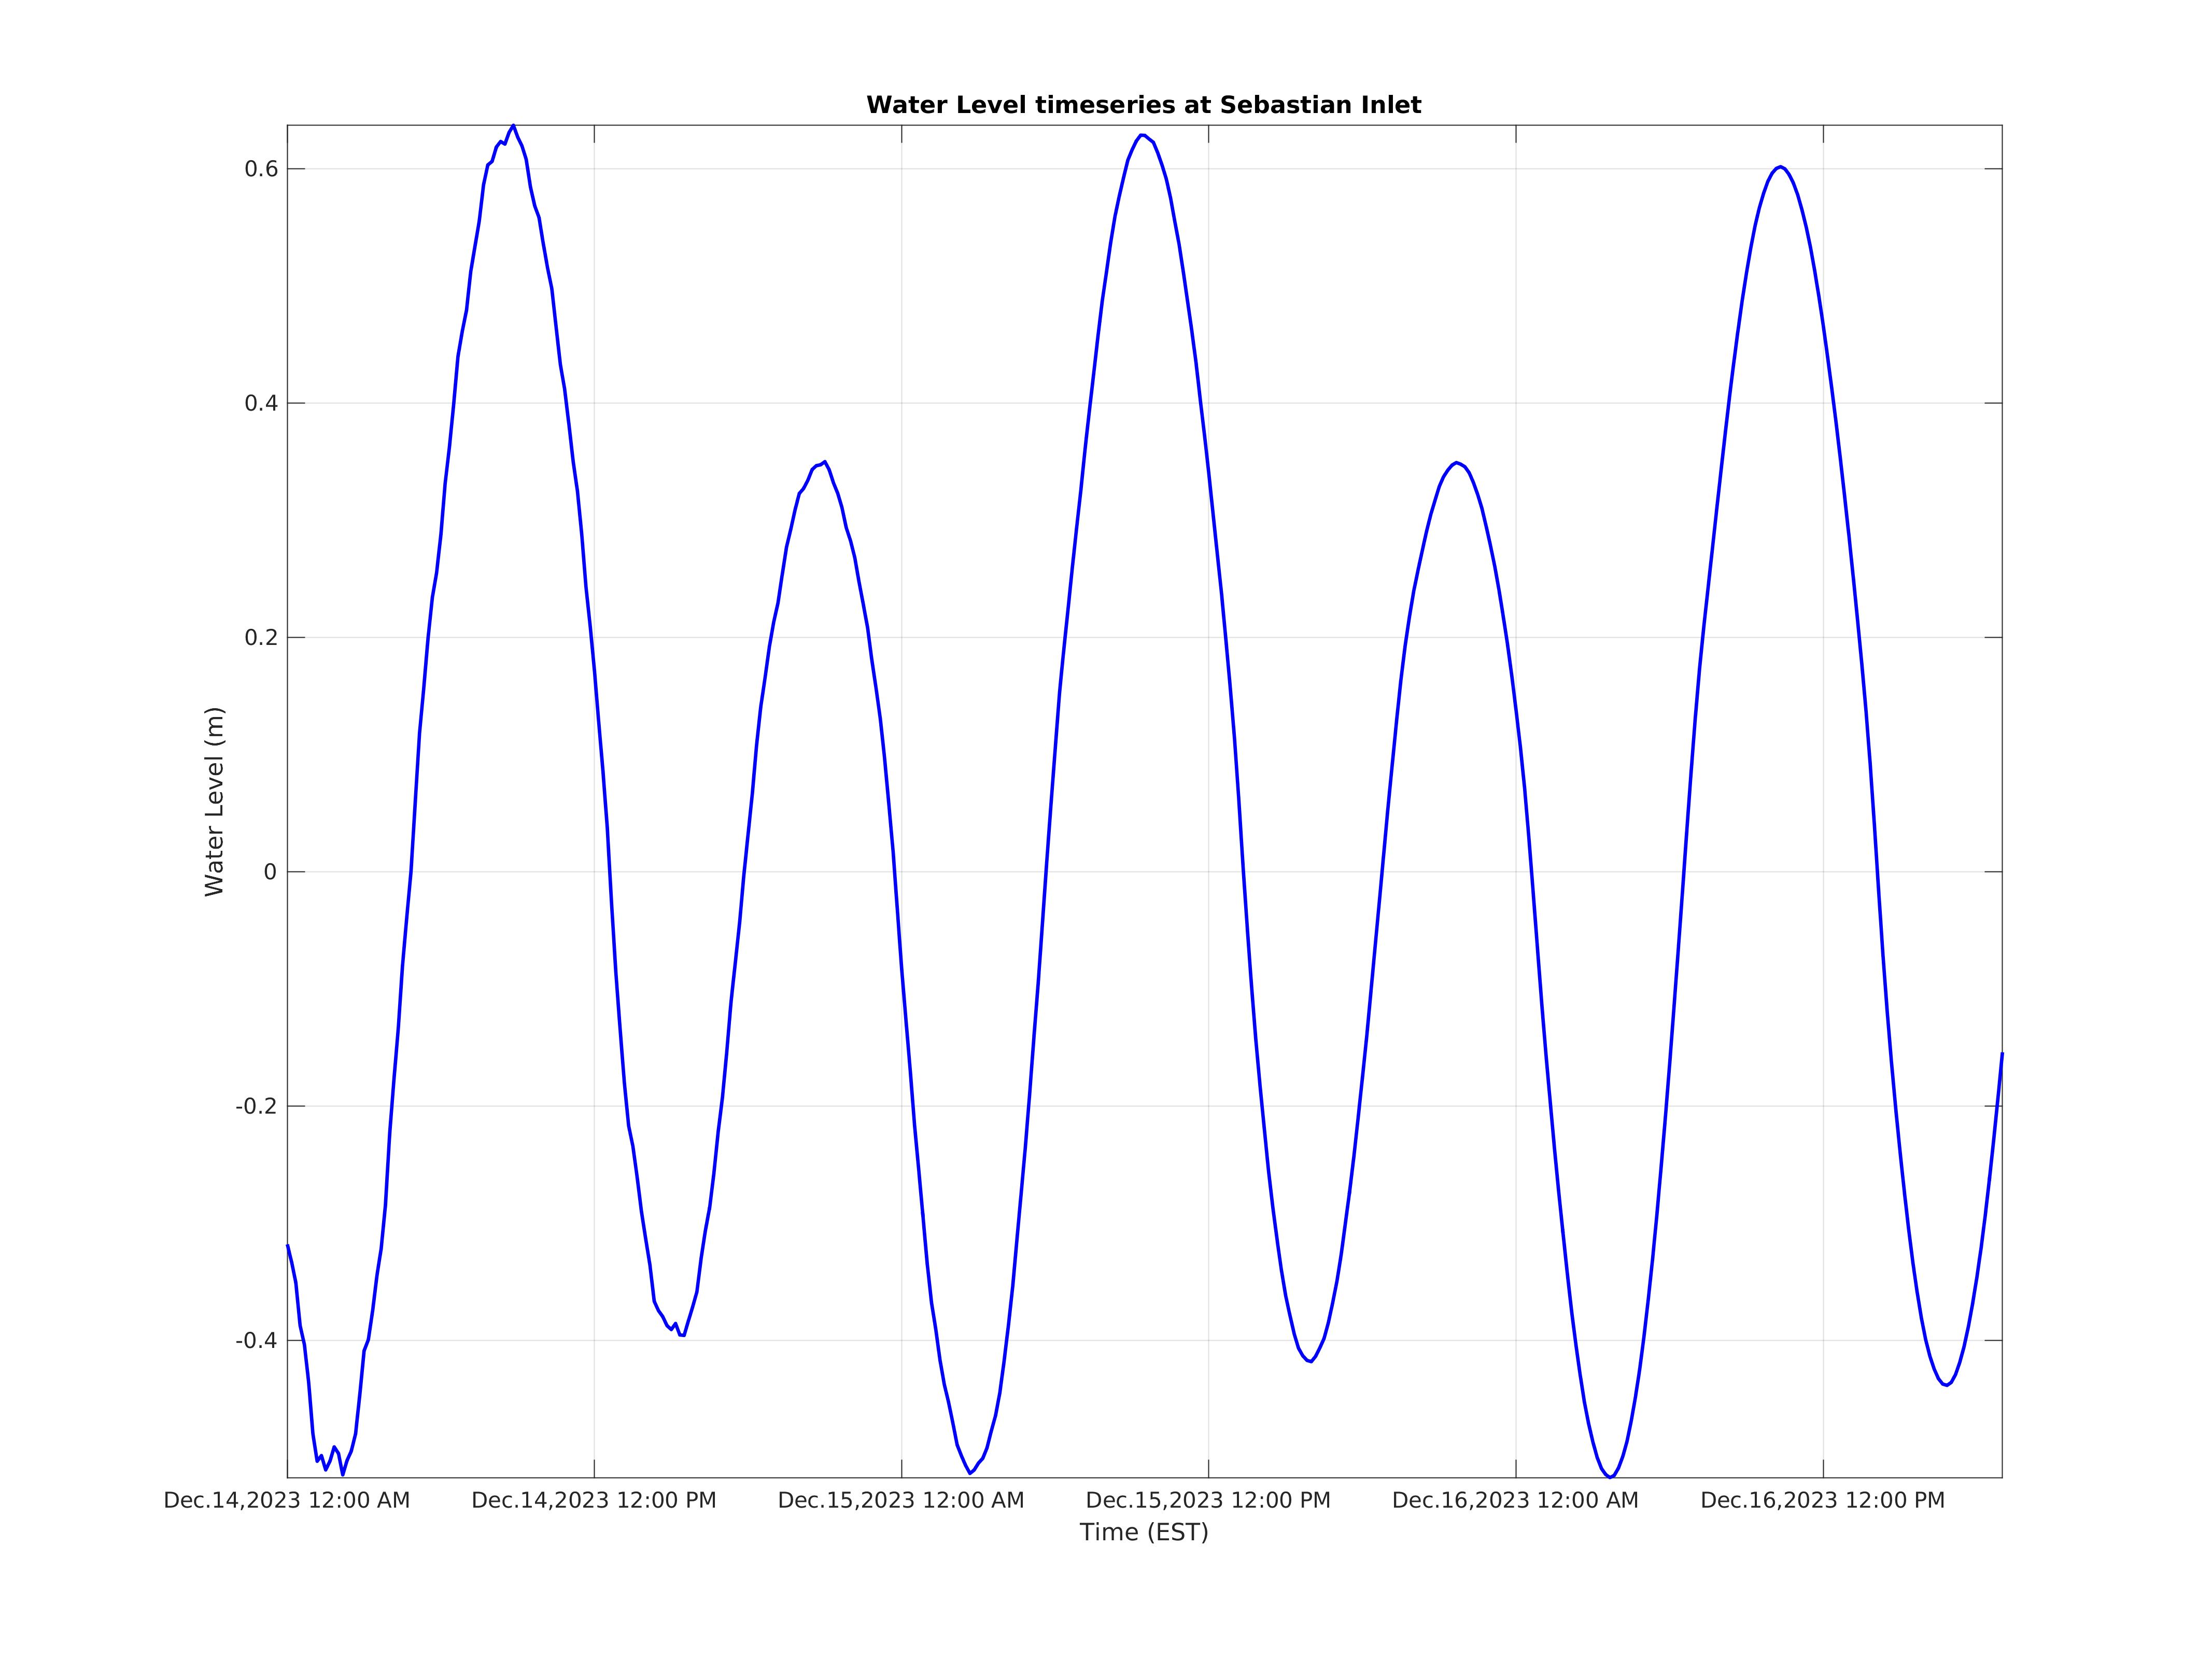 Water Level timeseries at Sebastian Inlet
0.6
0.4
0.2
0
-0.2
-0.4
Water Level (m)
Dec.14,2023 12:00 AM Dec.14,2023 12:00 PM Dec.15,2023 12:00 AM Dec.15,2023 12:00 PM Dec.16,2023 12:00 AM Dec.16,2023 12:00 PM
Time (EST)